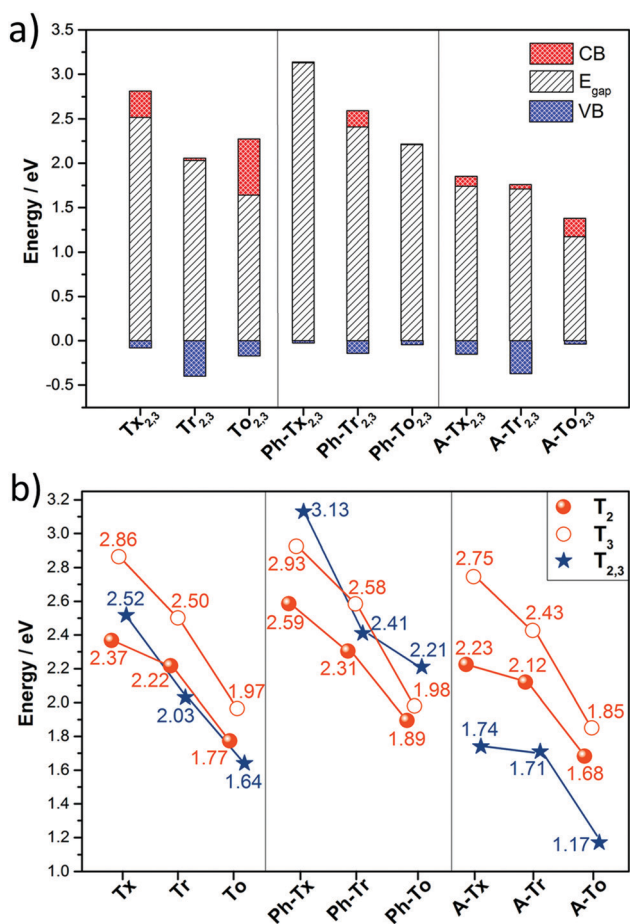 a)
3.5
3.0
2.5
2.0
1.5
1.0
0.5
0.0
-0.5
Energy / eV
CB
E_gap
VB
Tx_2,3
Tr_2,3
To_2,3
Ph-Tx_2,3
Ph-Tr_2,3
Ph-To_2,3
A-Tx_2,3
A-Tr_2,3
A-To_2,3
b)
3.2
3.0
2.8
2.6
2.4
2.2
2.0
1.8
1.6
1.4
1.2
1.0
Energy / eV
T_2
T_3
T_2,3
2.86
2.50
1.97
2.52
2.03
1.64
2.37
2.22
1.77
3.13
2.41
2.21
2.93
2.58
1.98
2.59
2.31
1.89
2.75
2.43
1.85
2.23
2.12
1.68
1.74
1.71
1.17
Tx
Tr
To
Ph-Tx
Ph-Tr
Ph-To
A-Tx
A-Tr
A-To